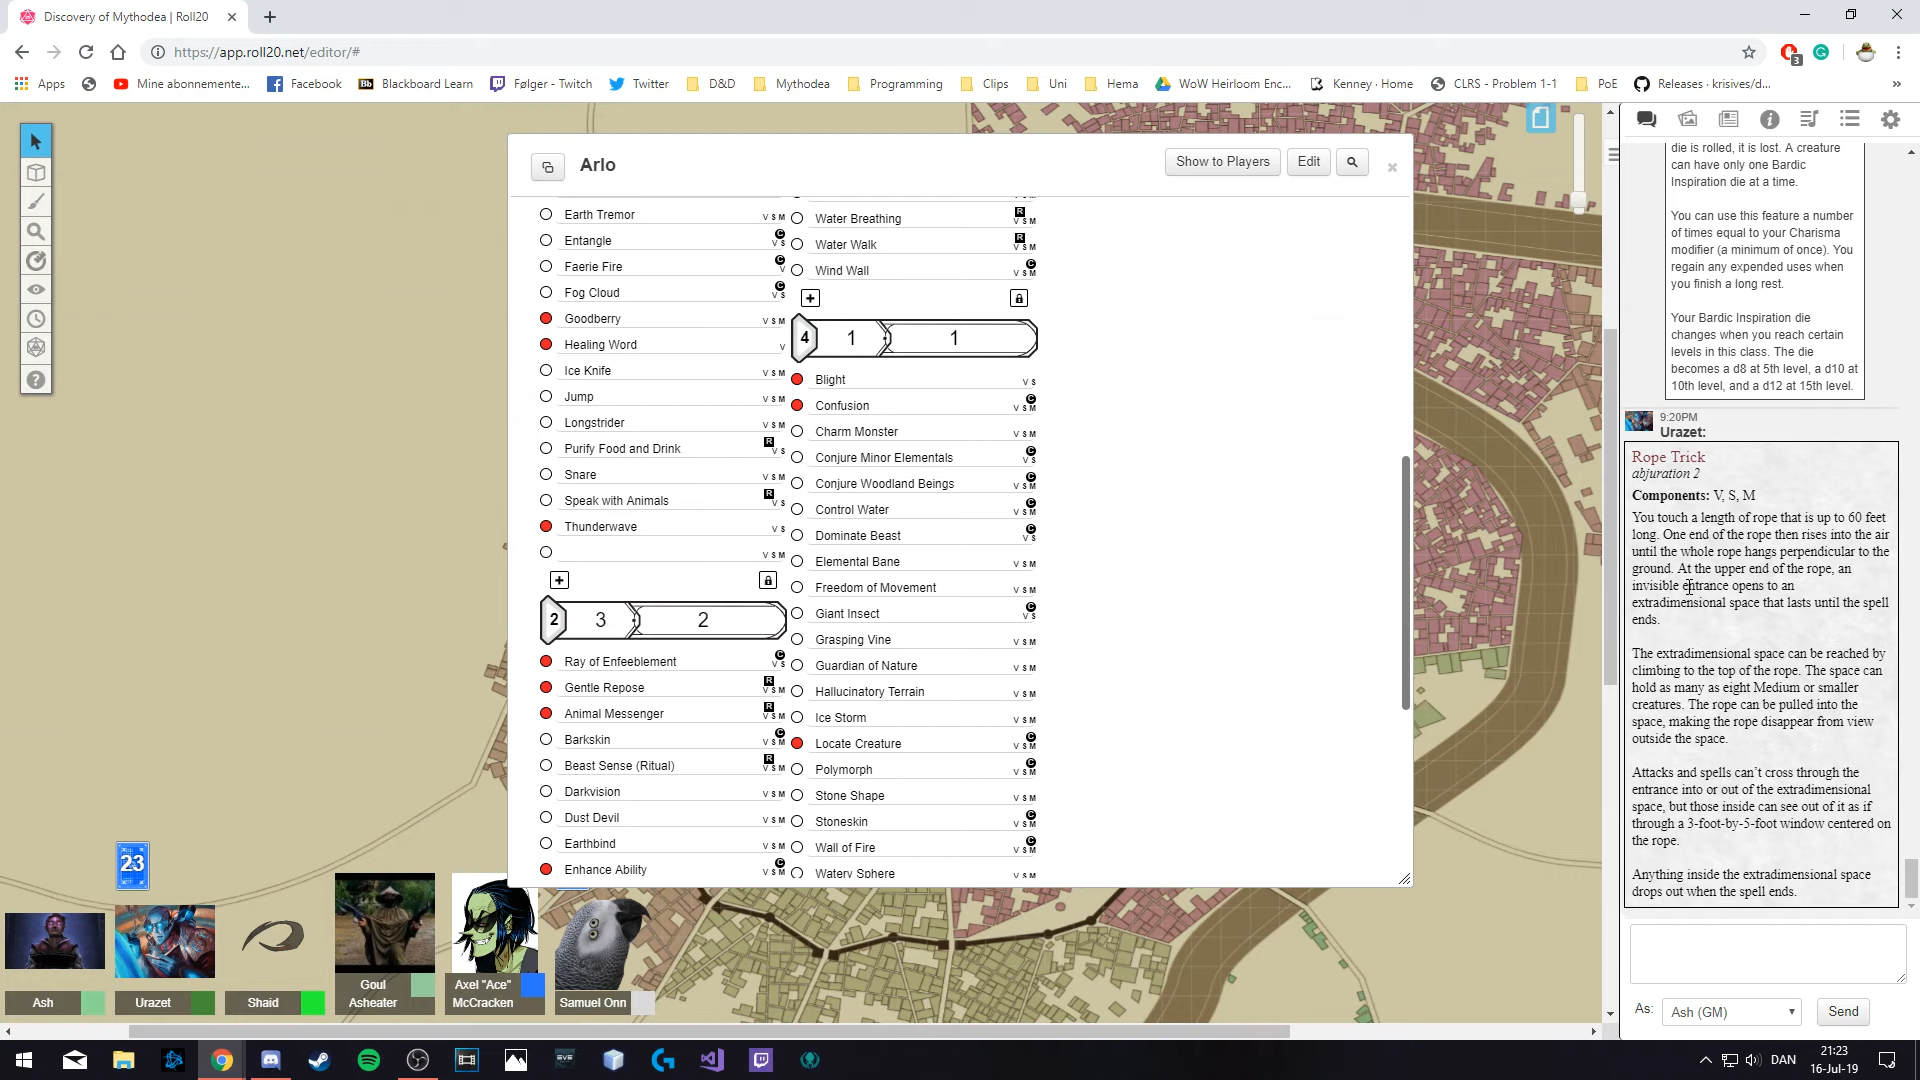 Discovery of Mythodea | Roll20
https://app.roll20.net/editor/#
3
Apps
Mine abonnemente...
Facebook
Bb
Blackboard Learn
Følger - Twitch
Twitter
D&D
Mythodea
Programming
Clips
Uni
Hema
WoW Heirloom Enc...
Kenney · Home
CLRS - Problem 1-1
PoE
Releases · krisives/d...
»
Arlo
Show to Players
Edit
Earth Tremor V S M
Entangle C V S
Faerie Fire C V
Fog Cloud C V S
Goodberry V S M
Healing Word V
Ice Knife V S M
Jump V S M
Longstrider V S M
Purify Food and Drink R V S
Snare V S M
Speak with Animals R V S
Thunderwave V S
V S M
2 3 2
Ray of Enfeeblement C V S
Gentle Repose R V S M
Animal Messenger R V S M
Barkskin C V S M
Beast Sense (Ritual) R V S M
Darkvision V S M
Dust Devil V S M
Earthbind V S M
Enhance Ability C V S M
Water Breathing R V S M
Water Walk R V S M
Wind Wall C V S M
4 1 1
Blight V S
Confusion C V S M
Charm Monster V S M
Conjure Minor Elementals C V S
Conjure Woodland Beings C V S M
Control Water C V S M
Dominate Beast C V S
Elemental Bane V S M
Freedom of Movement V S M
Giant Insect C V S
Grasping Vine V S M
Guardian of Nature V S M
Hallucinatory Terrain V S M
Ice Storm V S M
Locate Creature C V S M
Polymorph C V S M
Stone Shape V S M
Stoneskin C V S M
Wall of Fire C V S M
Watery Sphere V S M
die is rolled, it is lost. A creature
can have only one Bardic
Inspiration die at a time.
You can use this feature a number
of times equal to your Charisma
modifier (a minimum of once). You
regain any expended uses when
you finish a long rest.
Your Bardic Inspiration die
changes when you reach certain
levels in this class. The die
becomes a d8 at 5th level, a d10 at
10th level, and a d12 at 15th level.
9:20PM
Urazet:
Rope Trick
abjuration 2
Components: V, S, M
You touch a length of rope that is up to 60 feet
long. One end of the rope then rises into the air
until the whole rope hangs perpendicular to the
ground. At the upper end of the rope, an
invisible entrance opens to an
extradimensional space that lasts until the spell
ends.
The extradimensional space can be reached by
climbing to the top of the rope. The space can
hold as many as eight Medium or smaller
creatures. The rope can be pulled into the
space, making the rope disappear from view
outside the space.
Attacks and spells can't cross through the
entrance into or out of the extradimensional
space, but those inside can see out of it as if
through a 3-foot-by-5-foot window centered on
the rope.
Anything inside the extradimensional space
drops out when the spell ends.
As: Ash (GM)
Send
23
Ash
Urazet
Shaid
Goul
Asheater
Axel "Ace"
McCracken
Samuel Onn
EVE
DAN
21:23
16-Jul-19